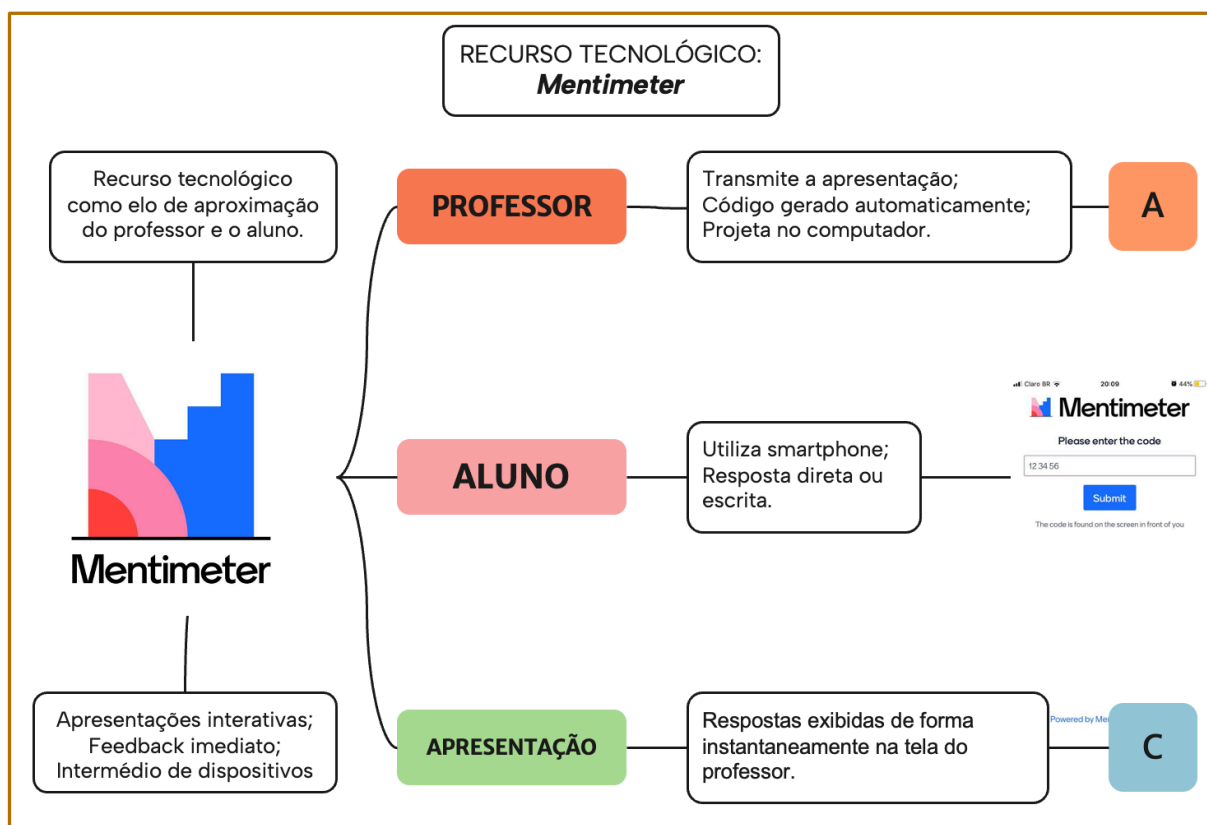 RECURSO TECNOLÓGICO:
Mentimeter
Recurso tecnológico
como elo de aproximação
do professor e o aluno.
Mentimeter
Apresentações interativas;
Feedback imediato;
Intermédio de dispositivos
PROFESSOR
Transmite a apresentação;
Código gerado automaticamente;
Projeta no computador.
A
ALUNO
Utiliza smartphone;
Resposta direta ou
escrita.
Claro BR 20:09 44%
Mentimeter
Please enter the code
12 34 56
Submit
The code is found on the screen in front of you
APRESENTAÇÃO
Respostas exibidas de forma
instantaneamente na tela do
professor.
Powered by
C